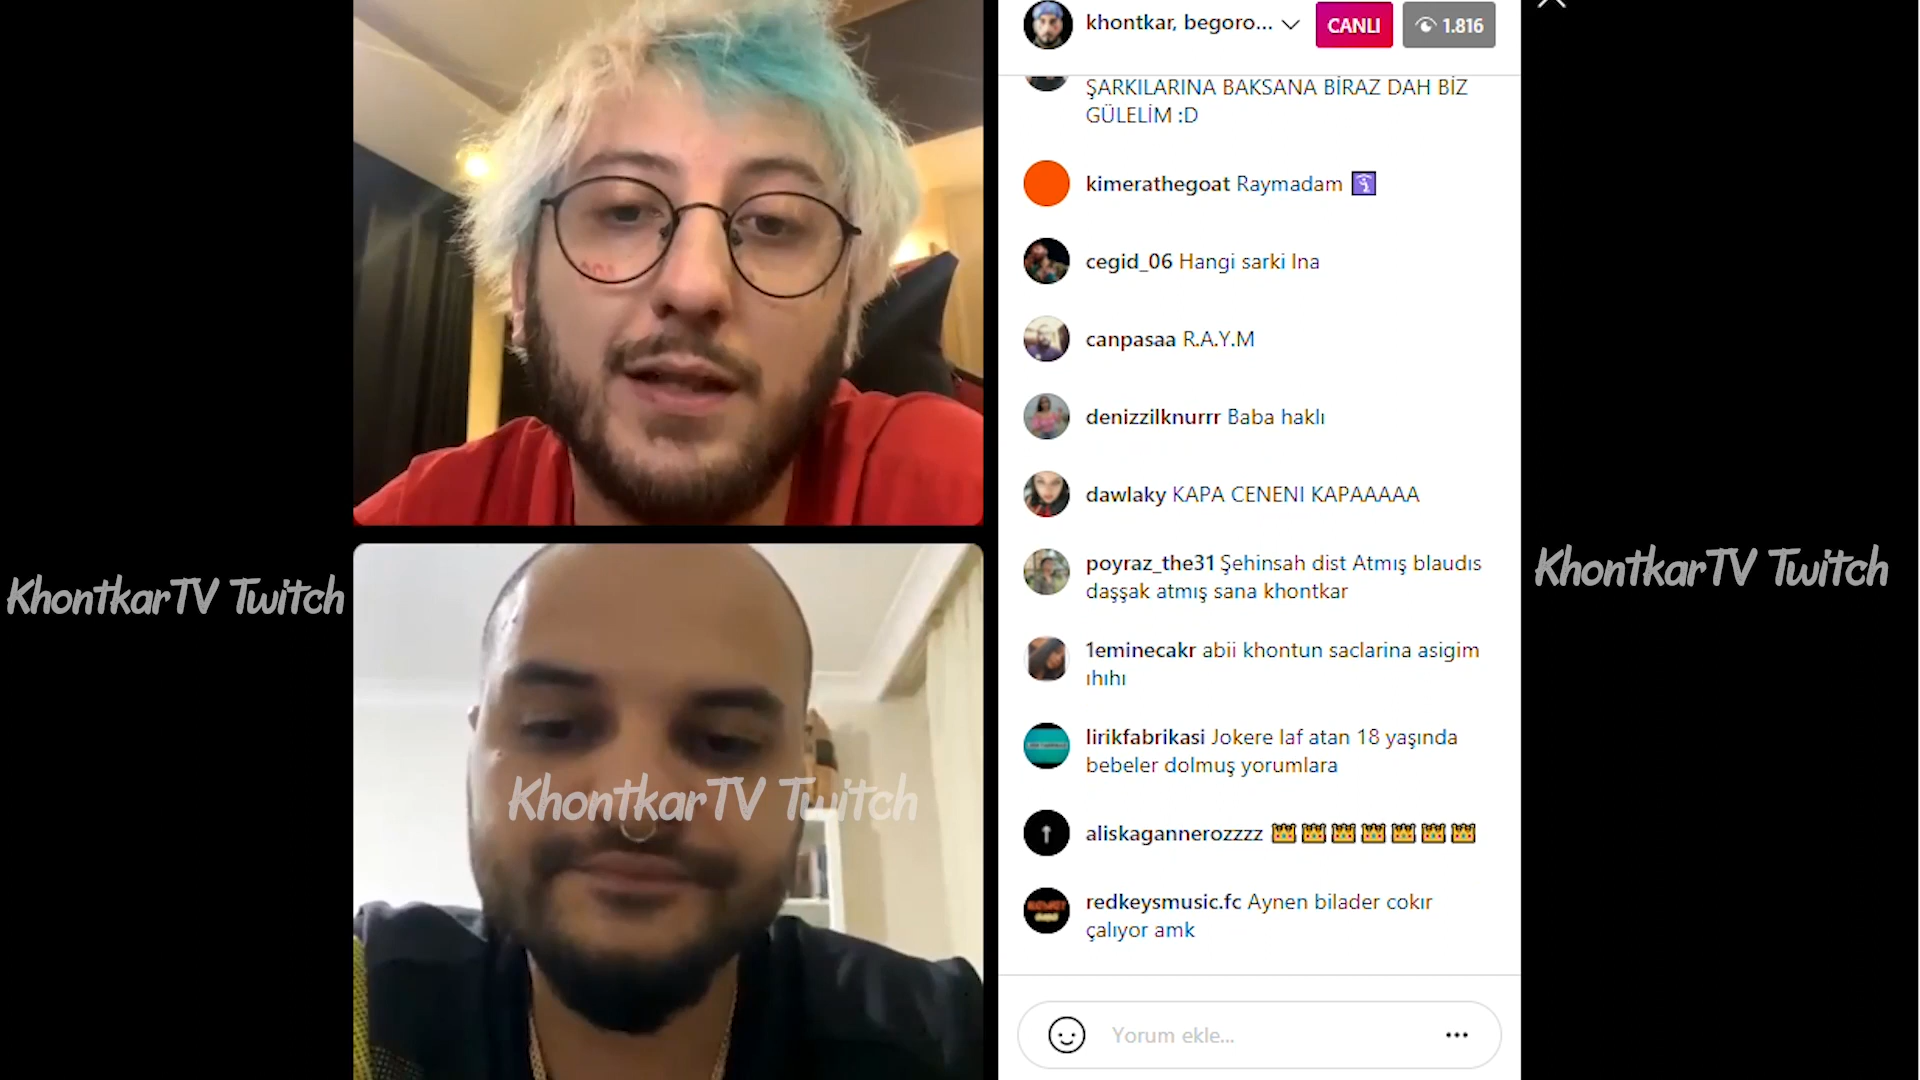 khontkar, begoro...
CANLI
1.816
ŞARKILARINA BAKSANA BİRAZ DAH BİZ
GÜLELİM :D
kimerathegoat Raymadam 🛐
cegid_06 Hangi sarki lna
canpasaa R.A.Y.M
denizzilknurrr Baba haklı
dawlaky KAPA CENENI KAPAAAAA
poyraz_the31 Şehinsah dist Atmış blaudıs
daşşak atmış sana khontkar
1eminecakr abii khontun saclarina asigim
ıhıhı
lirikfabrikasi Jokere laf atan 18 yaşında
bebeler dolmuş yorumlara
aliskagannerozzzz 👑👑👑👑👑👑👑
redkeysmusic.fc Aynen bilader cokır
çalıyor amk
Yorum ekle...
KhontkarTV Twitch
KhontkarTV Twitch
KhontkarTV Twitch